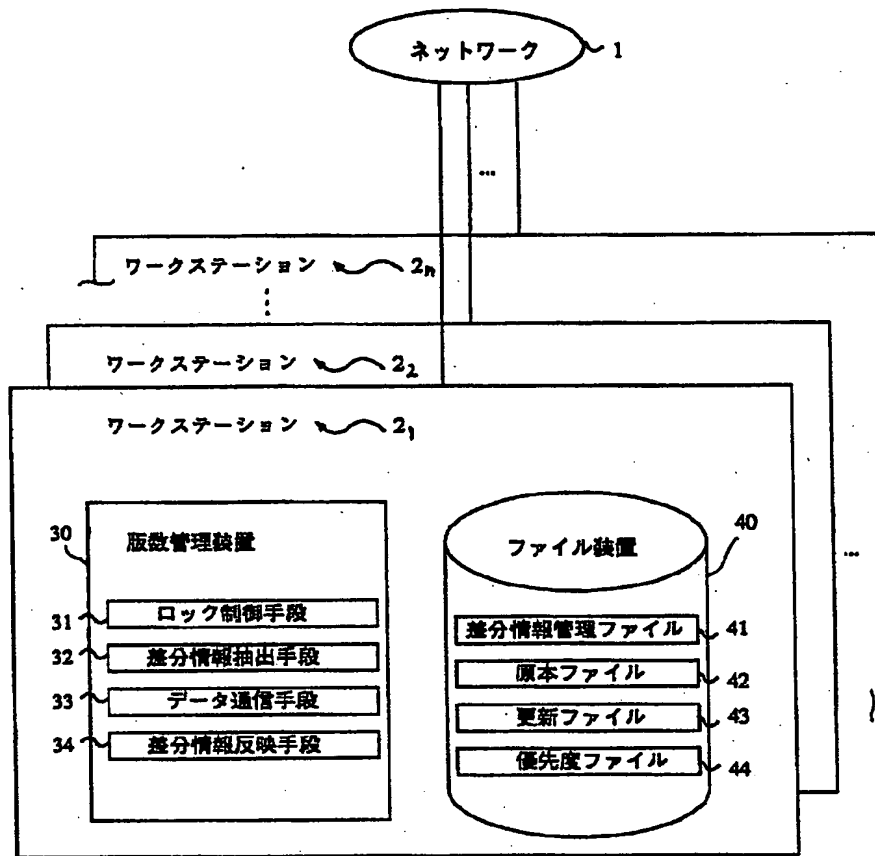 ネットワーク 1
...
ワークステーション 2n
ワークステーション 22
ワークステーション 21
30 版数管理装置
31 ロック制御手段
32 差分情報抽出手段
33 データ通信手段
34 差分情報反映手段
ファイル装置 40
差分情報管理ファイル 41
原本ファイル 42
更新ファイル 43
優先度ファイル 44
...